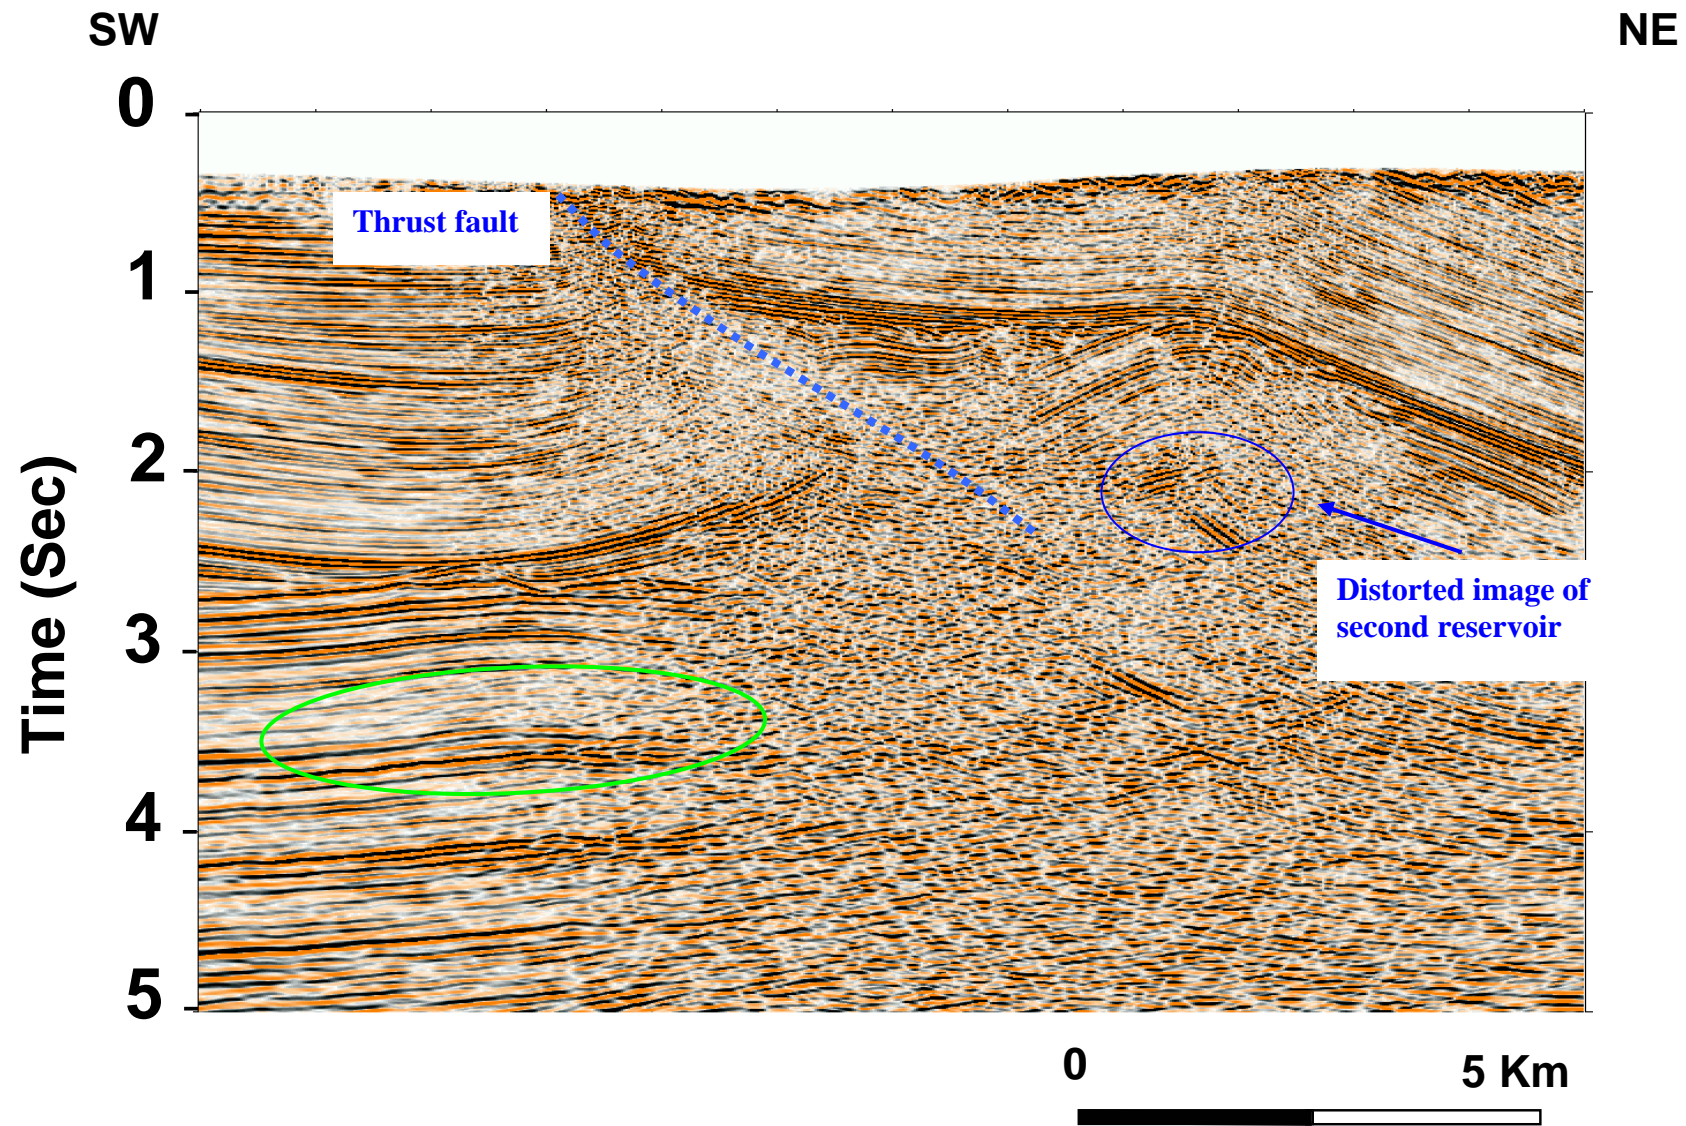 SW
NE
0
Thrust fault
1
2
Time (Sec)
Distorted image of
second reservoir
3
4
5
0
5 Km